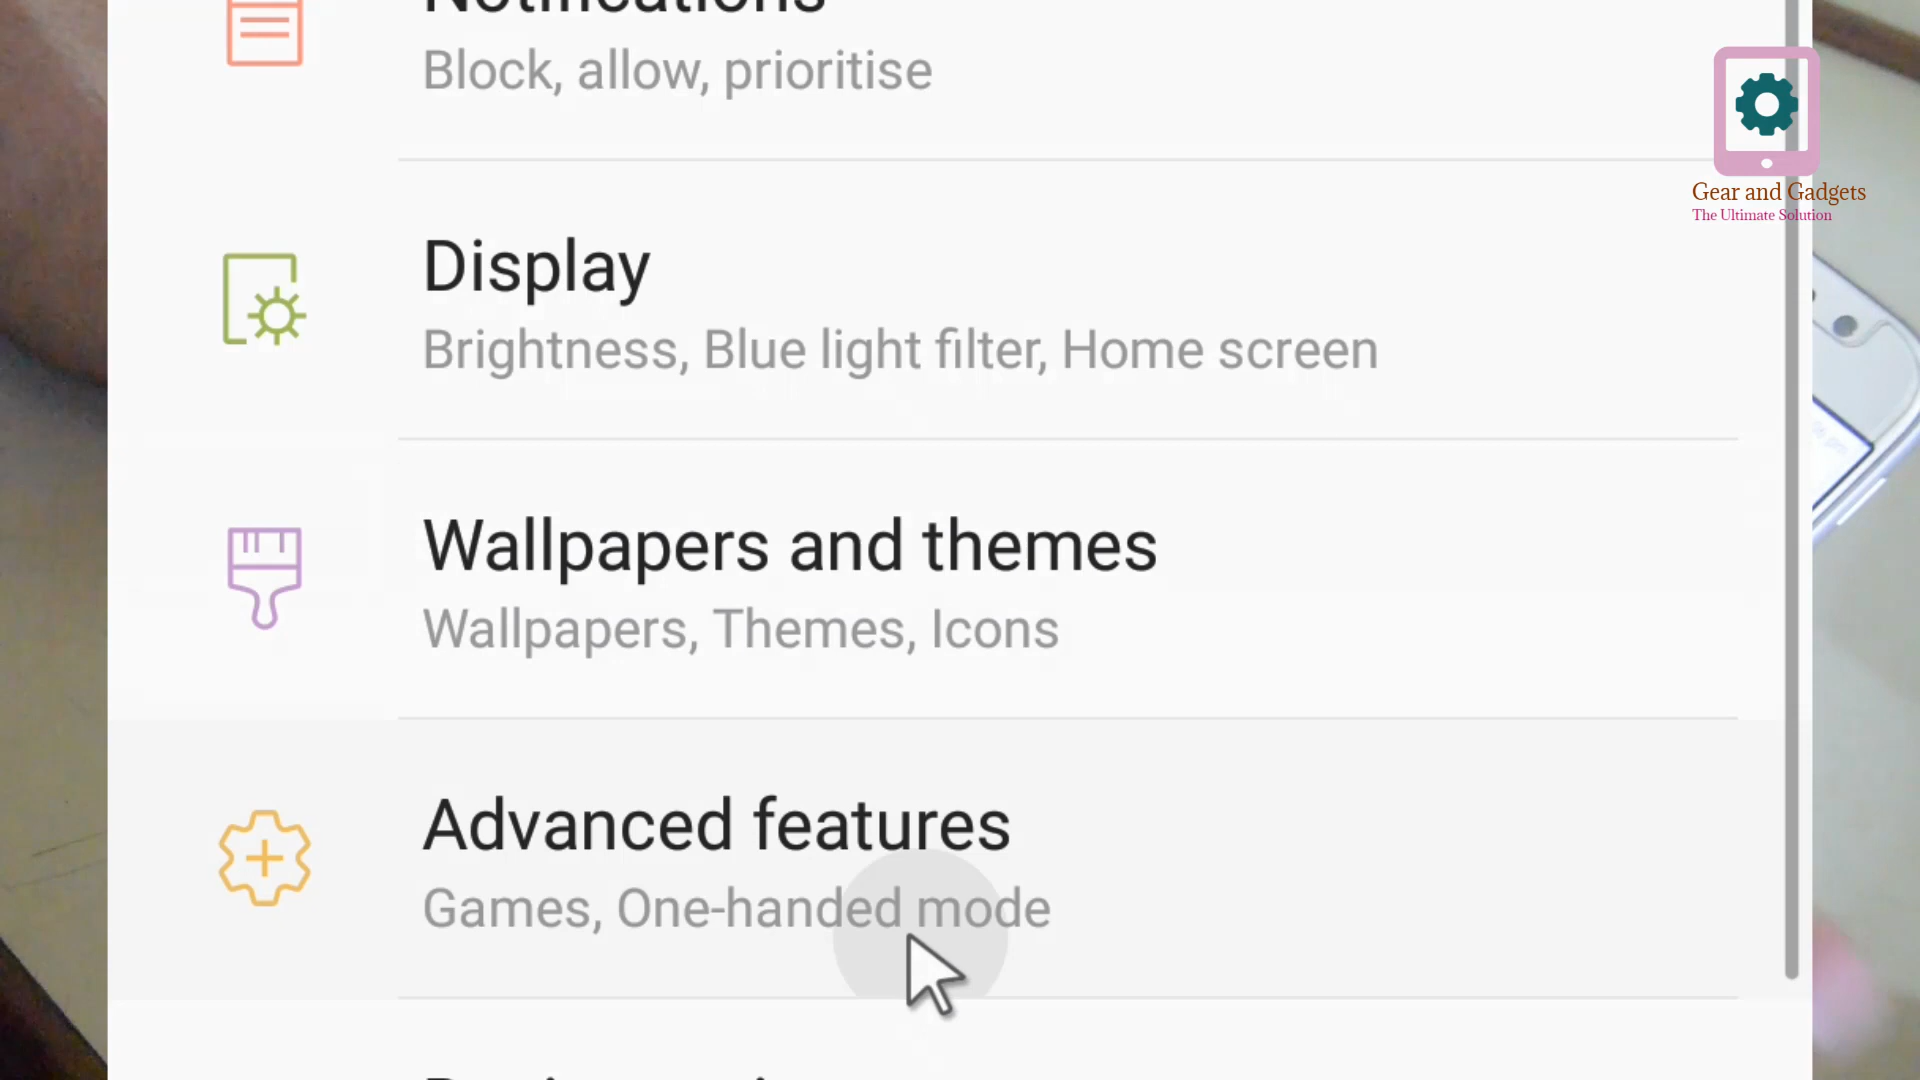 Notifications
Block, allow, prioritise
Gear and Gadgets
The Ultimate Solution
Display
Brightness, Blue light filter, Home screen
Wallpapers and themes
Wallpapers, Themes, Icons
Advanced features
Games, One-handed mode